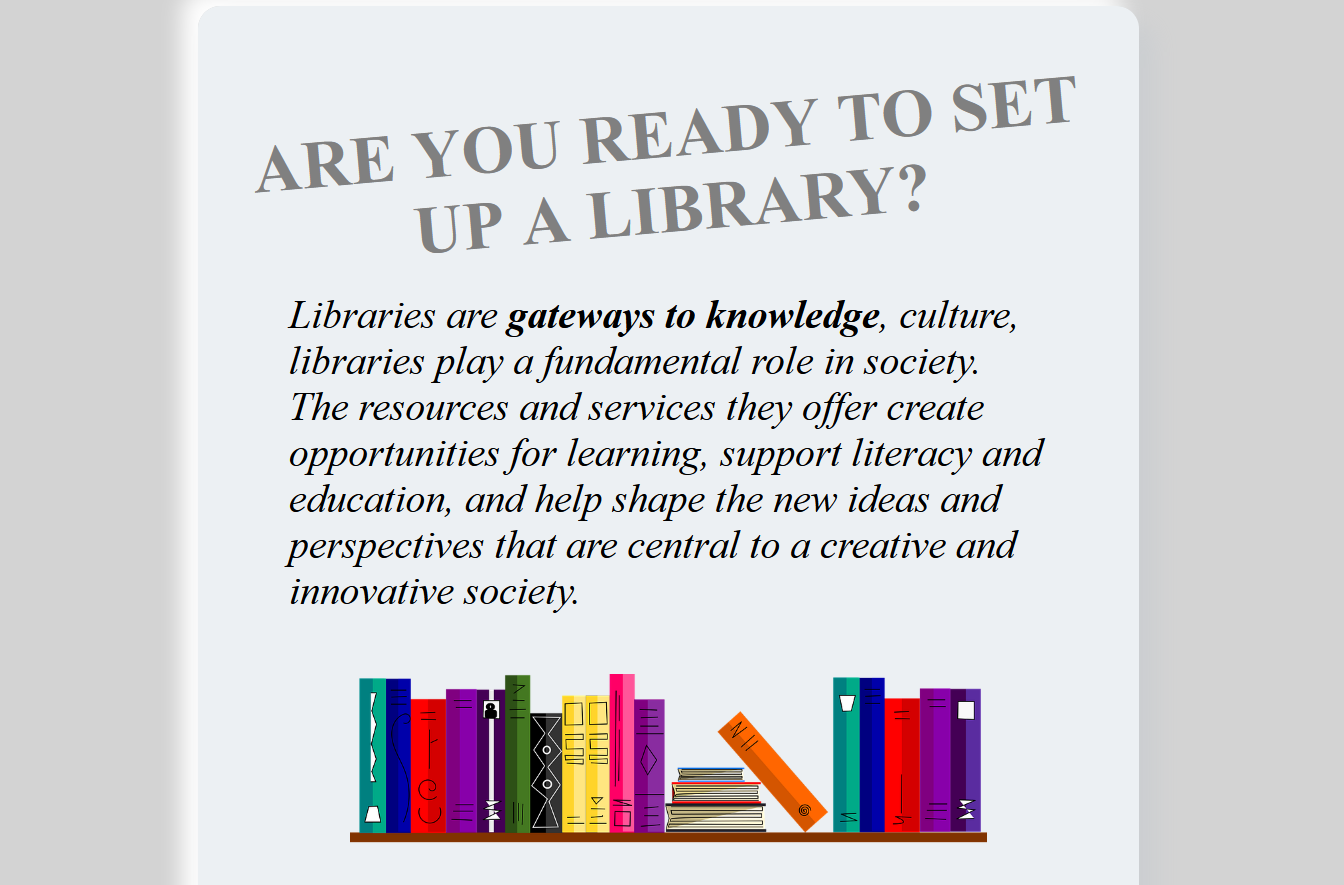 ARE YOU READY TO SET
UP A LIBRARY?
Libraries are gateways to knowledge, culture,
libraries play a fundamental role in society.
The resources and services they offer create
opportunities for learning, support literacy and
education, and help shape the new ideas and
perspectives that are central to a creative and
innovative society.